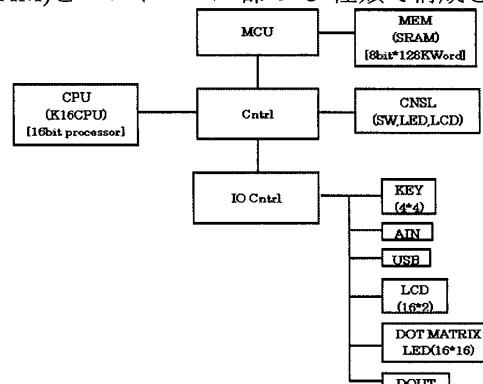 MCU
MEM
(SRAM)
[8bit*128KWord]
CPU
(K16CPU)
[16bit processor]
Cntrl
CNSL
(SW,LED,LCD)
IO Cntrl
KEY
(4*4)
AIN
USB
LCD
(16*2)
DOT MATRIX
LED(16*16)
DOUT